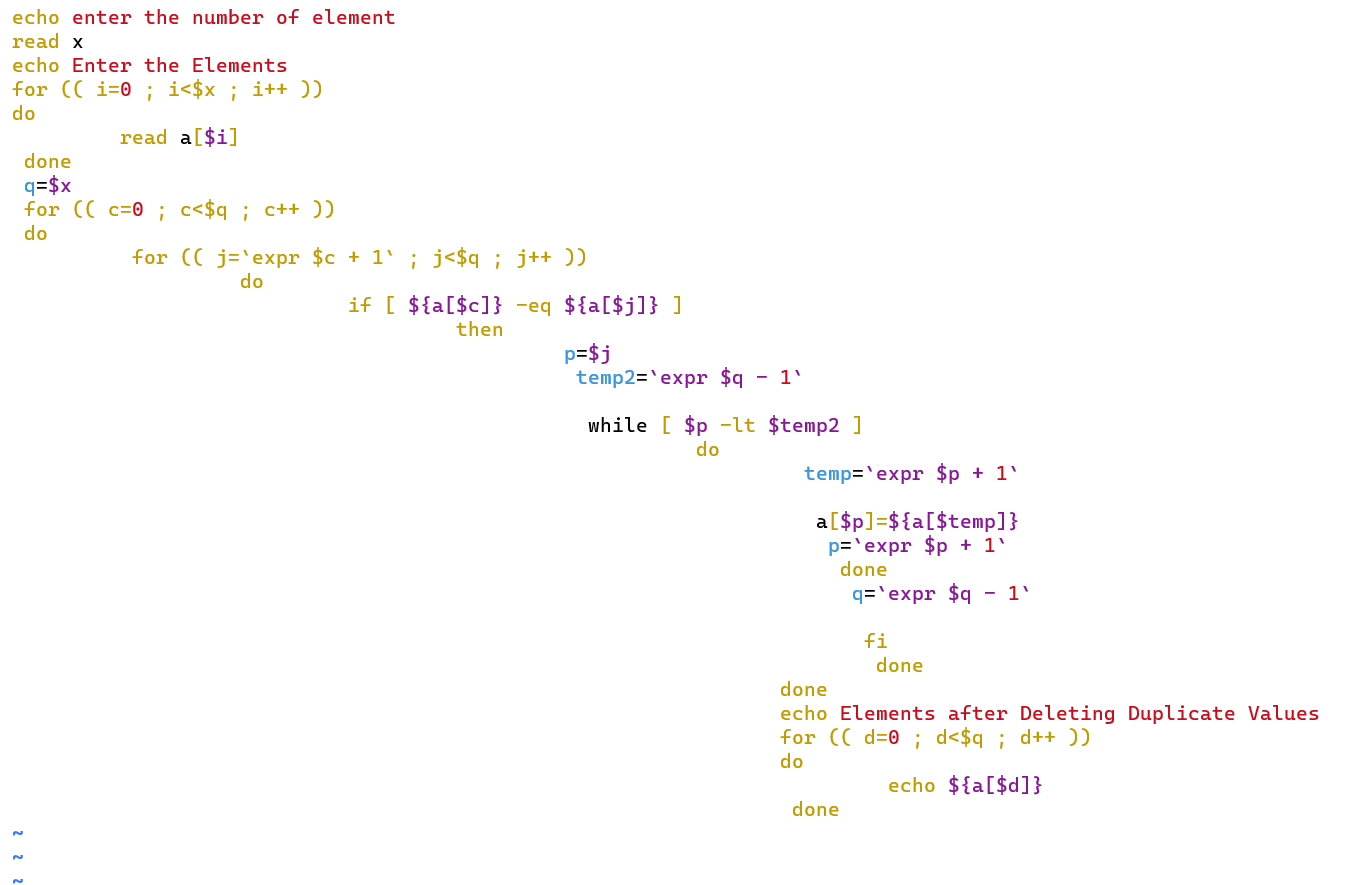 echo enter the number of element
read x
echo Enter the Elements
for (( i=0 ; i<$x ; i++ ))
do
read a[$i]
done
q=$x
for (( c=0 ; c<$q ; c++ ))
do
for (( j=`expr $c + 1` ; j<$q ; j++ ))
do
if [ ${a[$c]} -eq ${a[$j]} ]
then
p=$j
temp2=`expr $q - 1`
while [ $p -lt $temp2 ]
do
temp=`expr $p + 1`
a[$p]=${a[$temp]}
p=`expr $p + 1`
done
q=`expr $q - 1`
fi
done
done
echo Elements after Deleting Duplicate Values
for (( d=0 ; d<$q ; d++ ))
do
echo ${a[$d]}
done
~
~
~